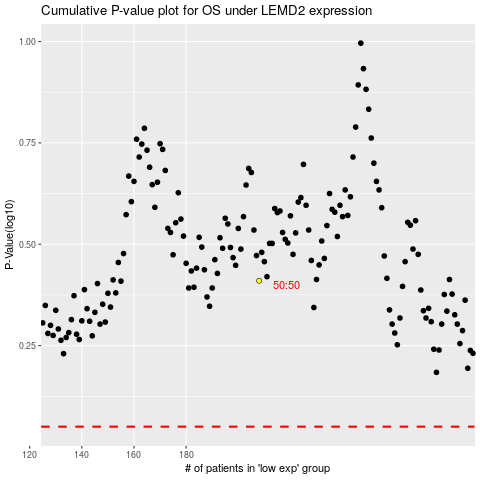 Cumulative P-value plot for OS under LEMD2 expression
P-Value(log10)
1.00
0.75
0.50
0.25
50:50
120 140 160 180
# of patients in 'low exp' group